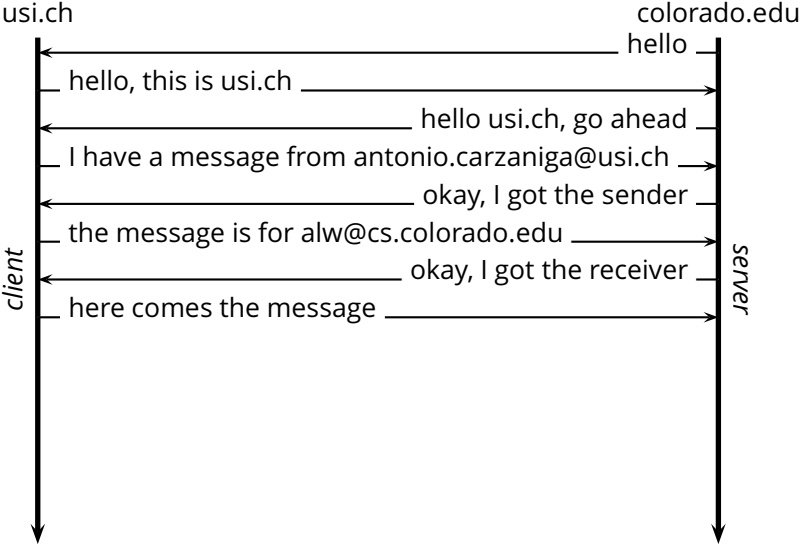 usi.ch
colorado.edu
hello
hello, this is usi.ch
hello usi.ch, go ahead
I have a message from antonio.carzaniga@usi.ch
okay, I got the sender
the message is for alw@cs.colorado.edu
okay, I got the receiver
here comes the message
client
server